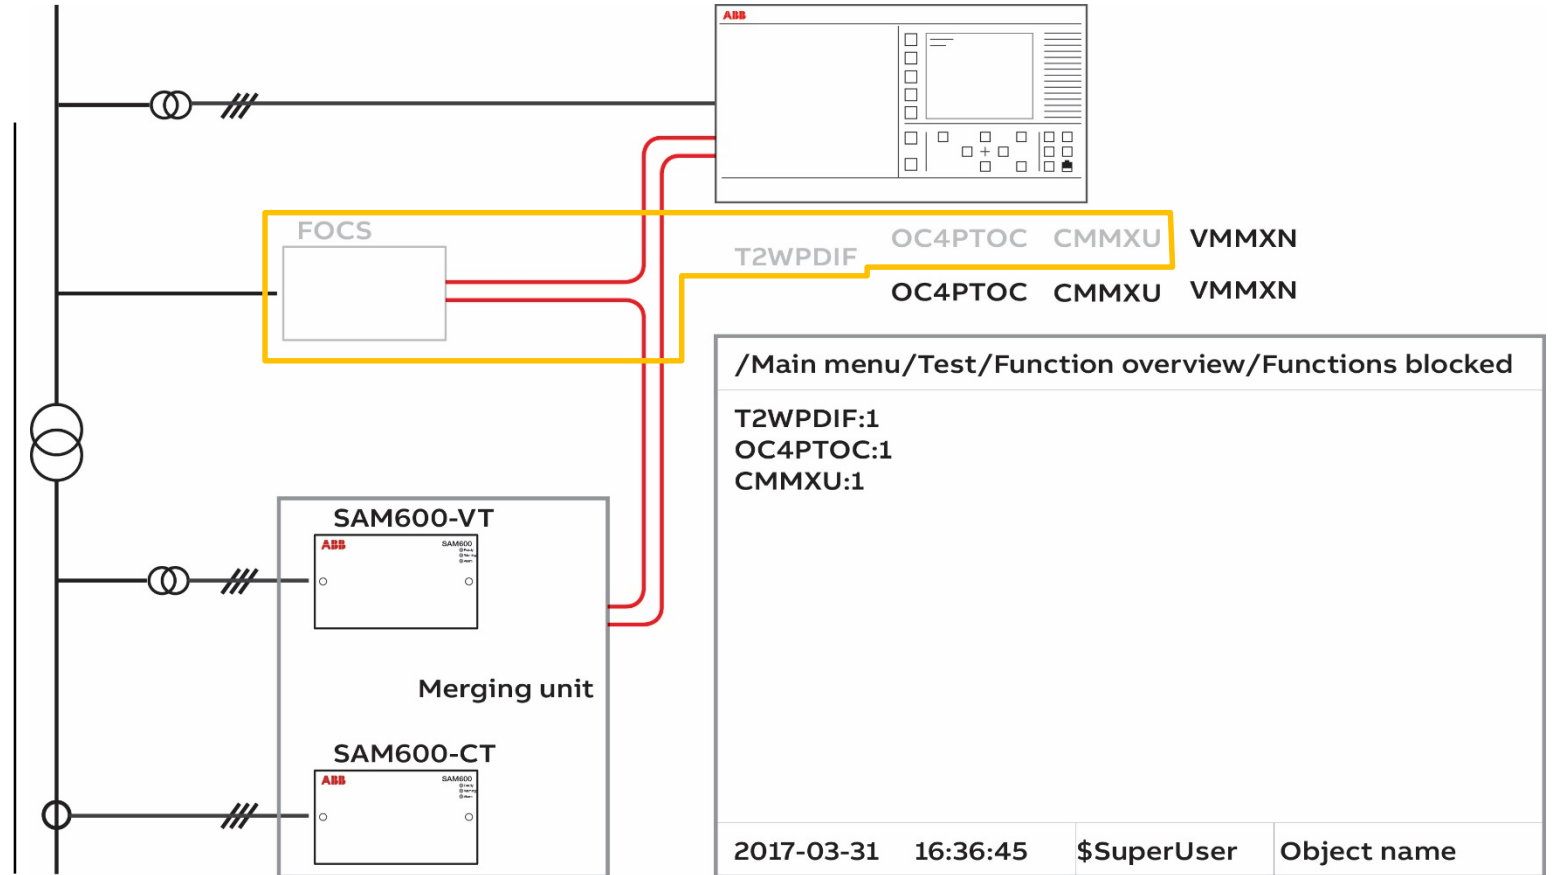 ABB
FOCS
T2WPDIF
OC4PTOC CMMXU VMMXN
OC4PTOC CMMXU VMMXN
/Main menu/Test/Function overview/Functions blocked
T2WPDIF:1
OC4PTOC:1
CMMXU:1
SAM600-VT
ABB
SAM600
Merging unit
SAM600-CT
ABB
SAM600
2017-03-31 16:36:45 $SuperUser Object name